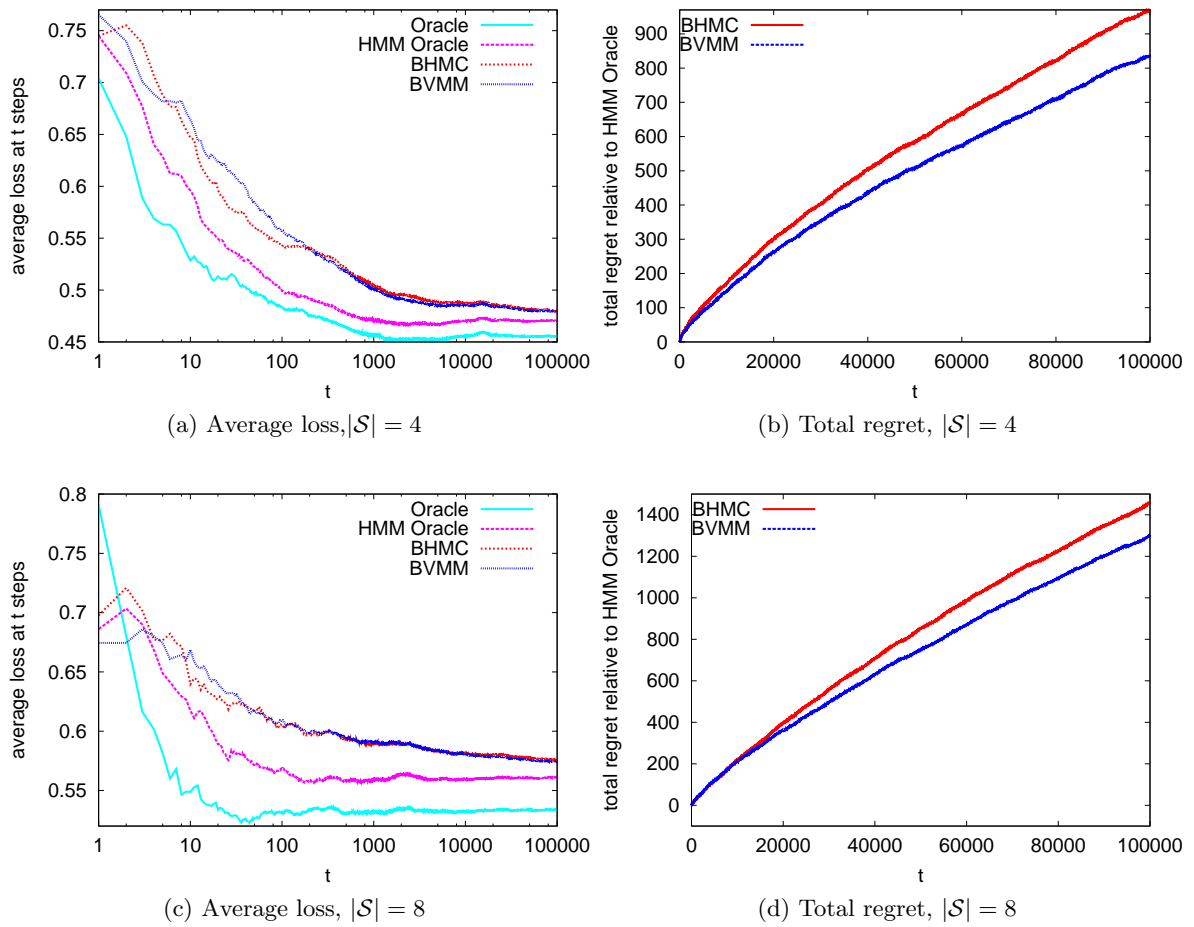 average loss at t steps
0.75
0.7
0.65
0.6
0.55
0.5
0.45
1 10 100 1000 10000 100000
t
Oracle
HMM Oracle
BHMC
BVMM
(a) Average loss,|𝒮| = 4
total regret relative to HMM Oracle
900
800
700
600
500
400
300
200
100
0
0 20000 40000 60000 80000 100000
t
BHMC
BVMM
(b) Total regret, |𝒮| = 4
average loss at t steps
0.8
0.75
0.7
0.65
0.6
0.55
1 10 100 1000 10000 100000
t
Oracle
HMM Oracle
BHMC
BVMM
(c) Average loss, |𝒮| = 8
total regret relative to HMM Oracle
1400
1200
1000
800
600
400
200
0
0 20000 40000 60000 80000 100000
t
BHMC
BVMM
(d) Total regret, |𝒮| = 8